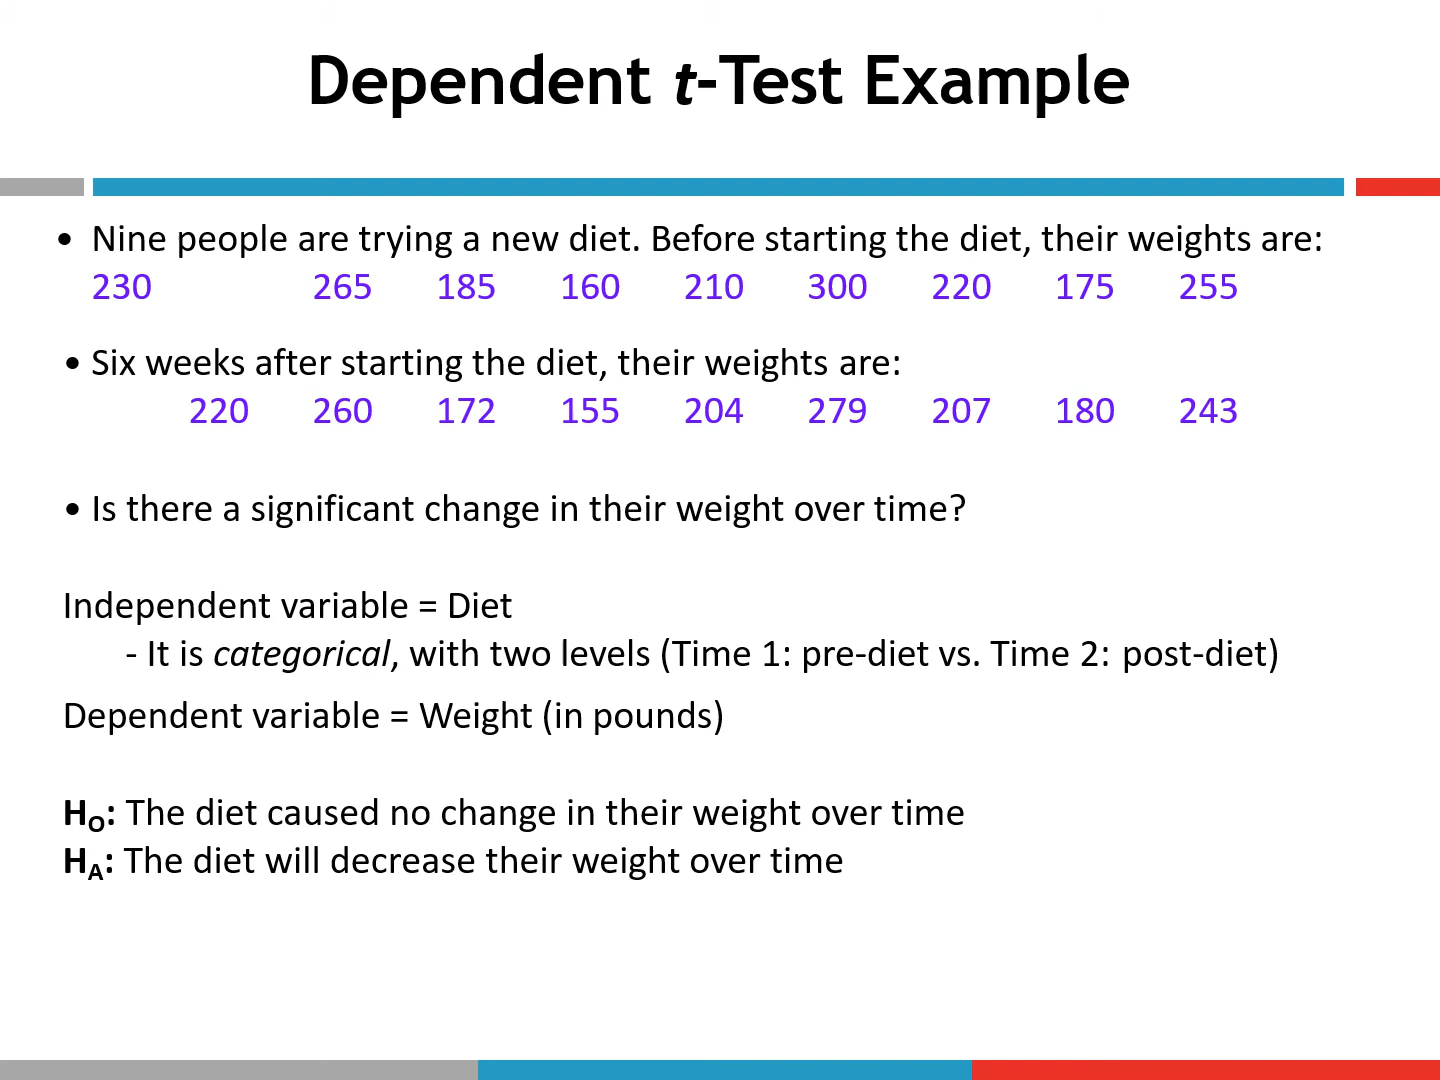 Dependent t-Test Example
• Nine people are trying a new diet. Before starting the diet, their weights are:
230 265 185 160 210 300 220 175 255
• Six weeks after starting the diet, their weights are:
220 260 172 155 204 279 207 180 243
• Is there a significant change in their weight over time?
Independent variable = Diet
- It is categorical, with two levels (Time 1: pre-diet vs. Time 2: post-diet)
Dependent variable = Weight (in pounds)
HO: The diet caused no change in their weight over time
HA: The diet will decrease their weight over time